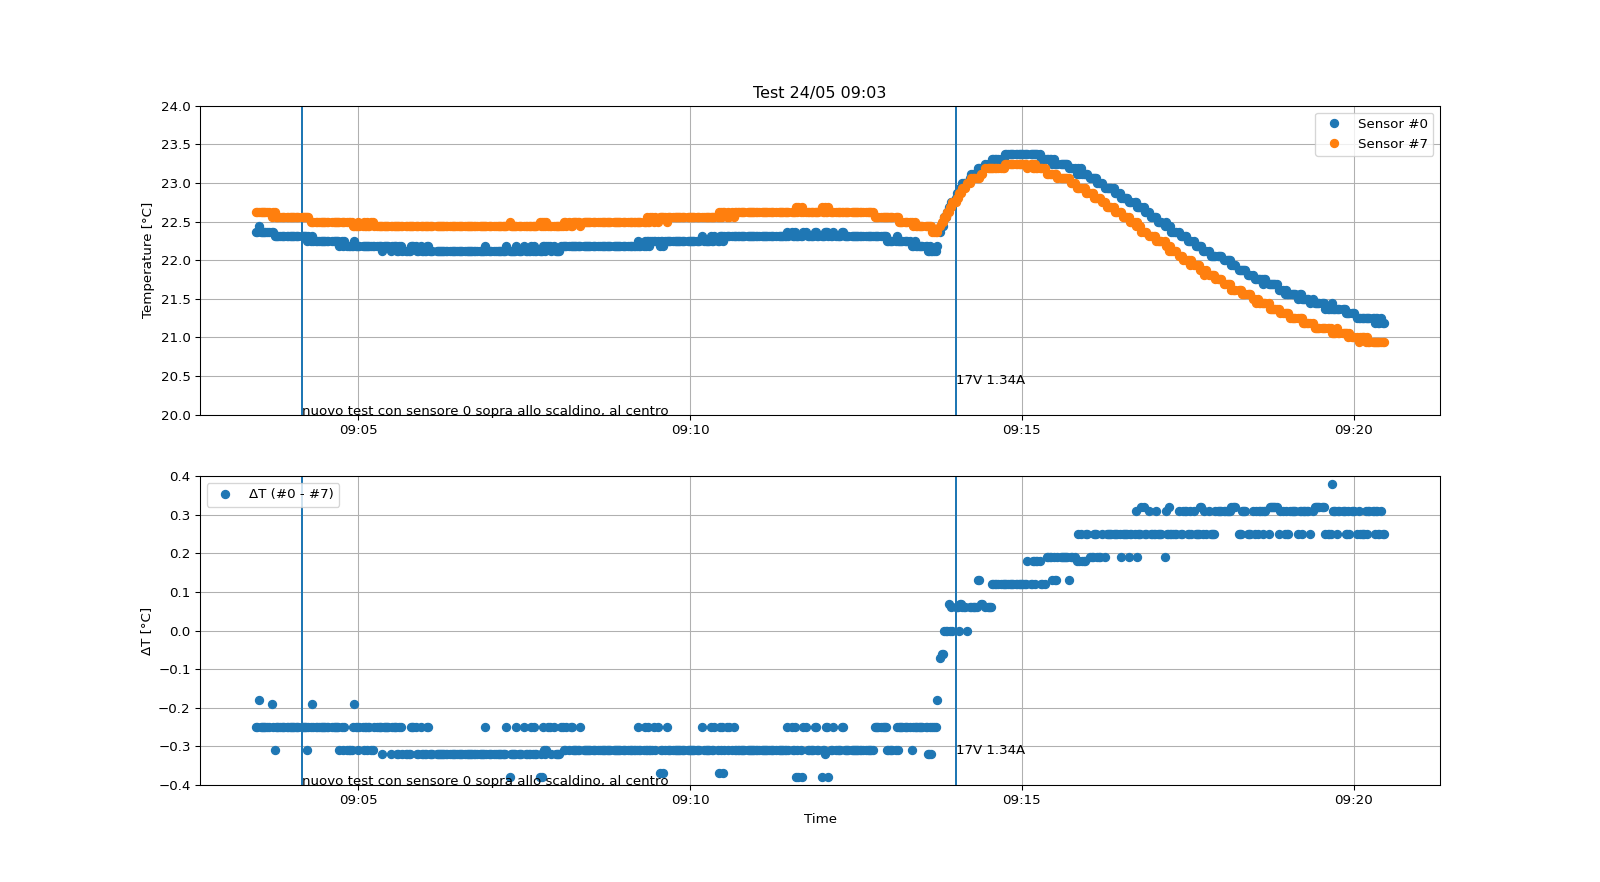 Test 24/05 09:03
24.0
23.5
23.0
22.5
22.0
21.5
21.0
20.5
20.0
Temperature [°C]
Sensor #0
Sensor #7
17V 1.34A
nuovo test con sensore 0 sopra allo scaldino, al centro
09:05 09:10 09:15 09:20
0.4
0.3
0.2
0.1
0.0
−0.1
−0.2
−0.3
−0.4
ΔT [°C]
ΔT (#0 - #7)
17V 1.34A
nuovo test con sensore 0 sopra allo scaldino, al centro
09:05 09:10 09:15 09:20
Time